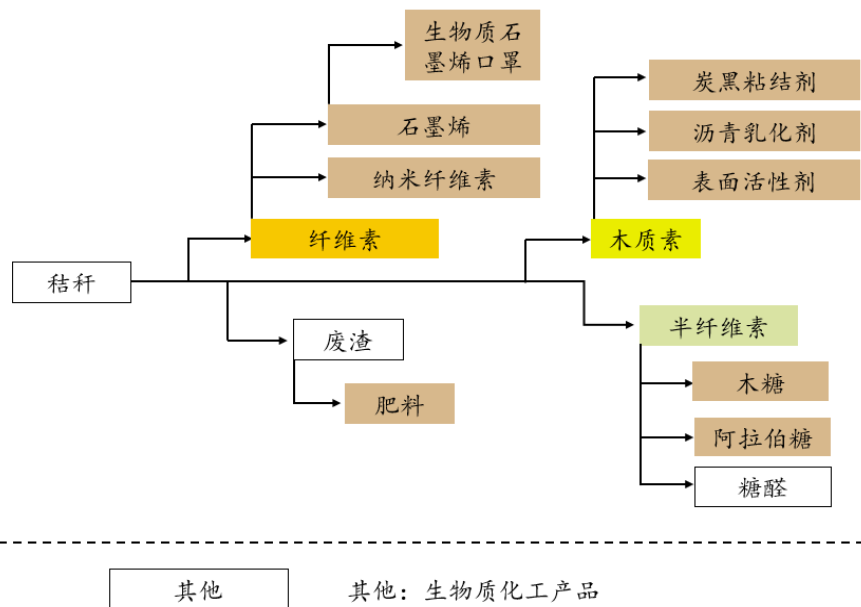 生物质石
墨烯口罩
石墨烯
纳米纤维素
纤维素
炭黑粘结剂
沥青乳化剂
表面活性剂
木质素
秸秆
废渣
肥料
半纤维素
木糖
阿拉伯糖
糖醛
其他
其他：生物质化工产品